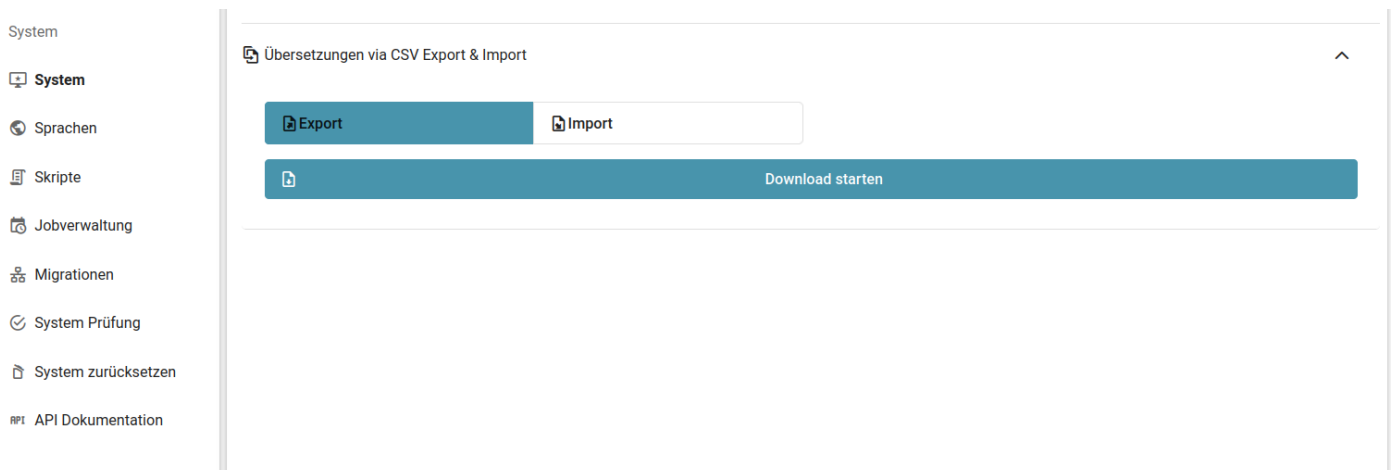 System
System
Sprachen
Skripte
Jobverwaltung
Migrationen
System Prüfung
System zurücksetzen
API API Dokumentation
Übersetzungen via CSV Export & Import
Export
Import
Download starten